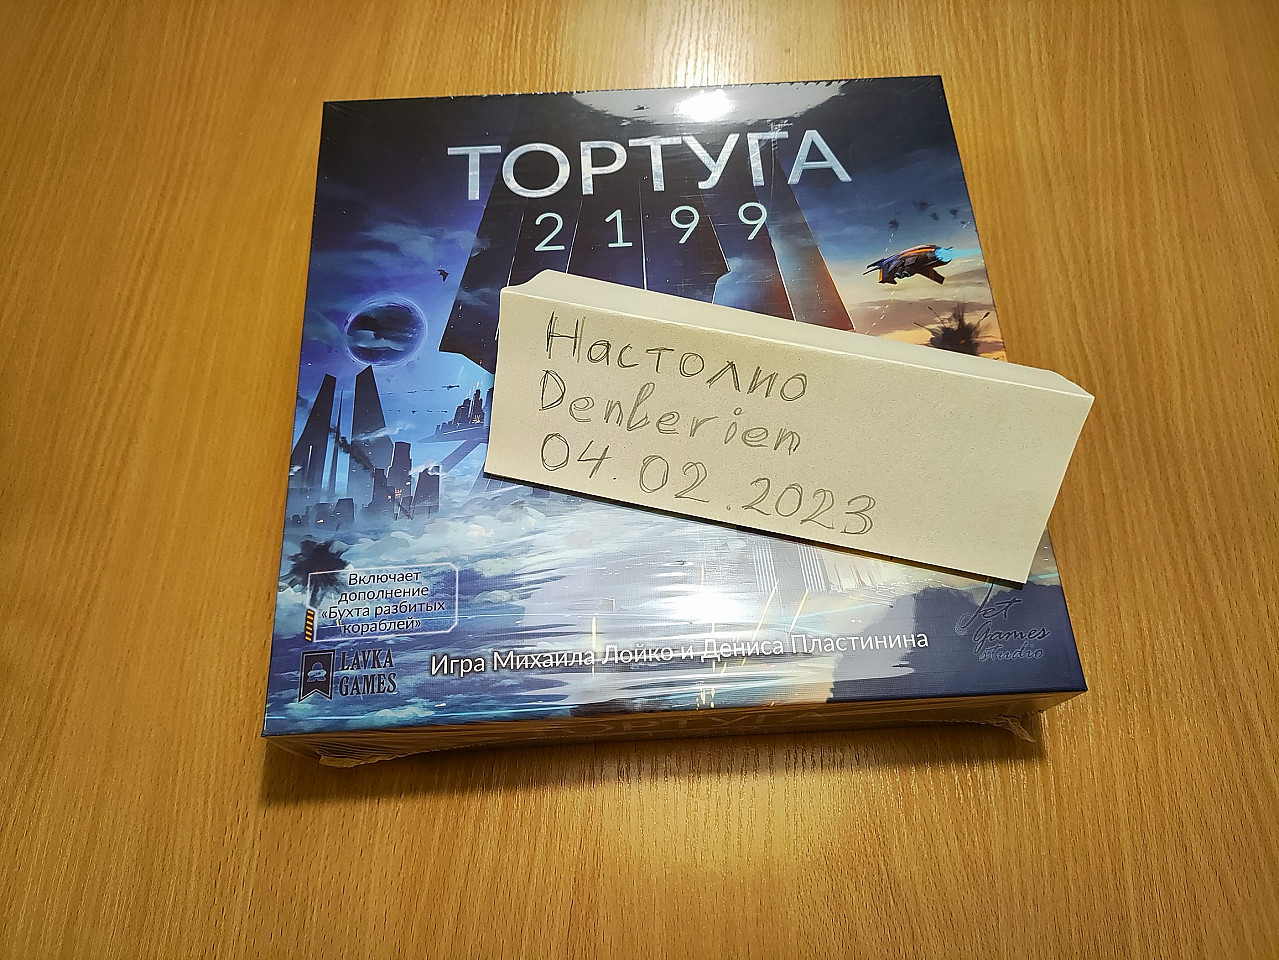 ТОРТУГА
2199
Настолио
Denberien
04.02.2023
Включает
дополнение
«Бухта разбитых
кораблей»
LAVKA
GAMES
Игра Михаила Лойко и Дениса Пластинина
Jet
Games
studio
ТОРТУГА